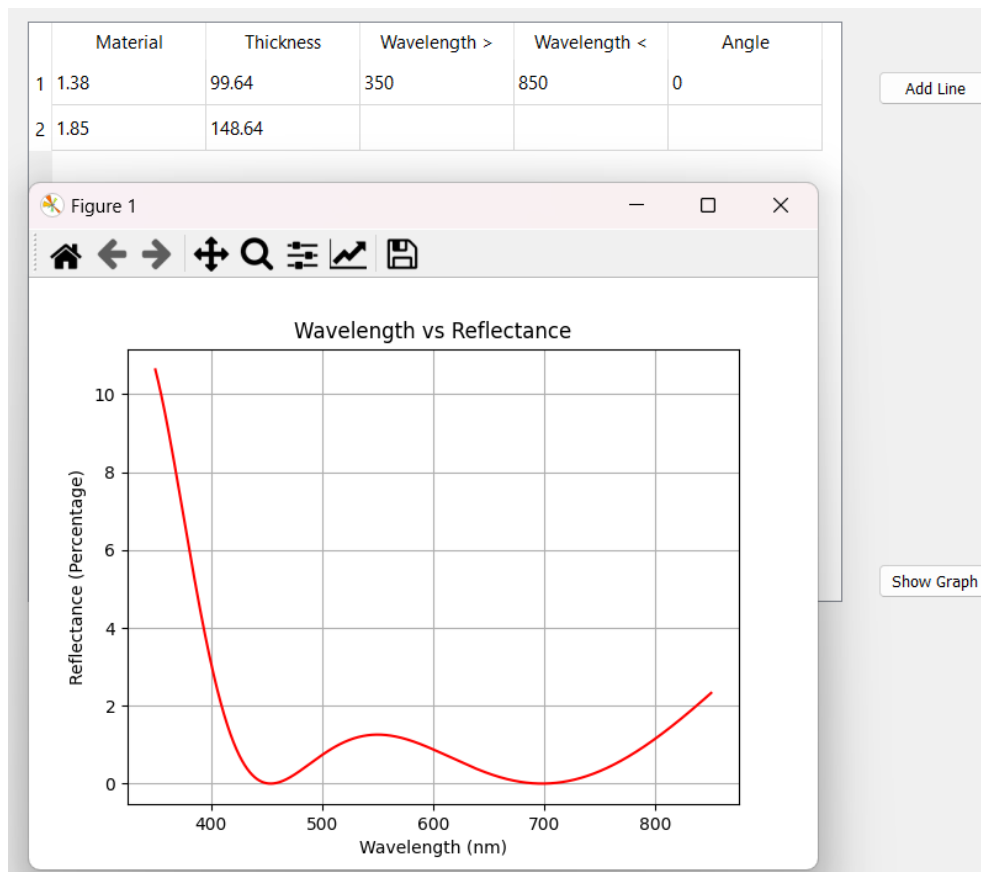 Material Thickness Wavelength > Wavelength < Angle
1 1.38 99.64 350 850 0
Add Line
2 1.85 148.64
Figure 1
Wavelength vs Reflectance
Reflectance (Percentage)
10
8
6
4
2
0
Show Graph
400 500 600 700 800
Wavelength (nm)